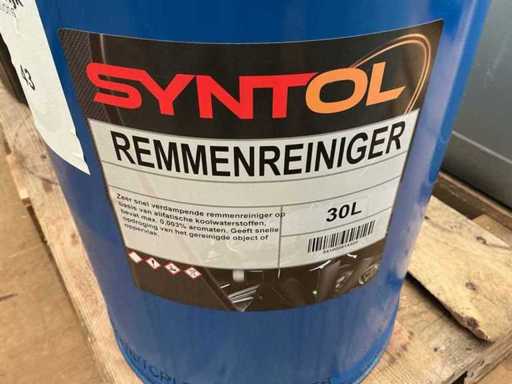 SYNTOL
REMMENREINIGER
Zeer snel verdampende remmenreiniger op
basis van alifatische koolwaterstoffen,
bevat max. 0,003% aromaten. Geeft snelle
opdroging van het gereinigde object of
oppervlak.
30L